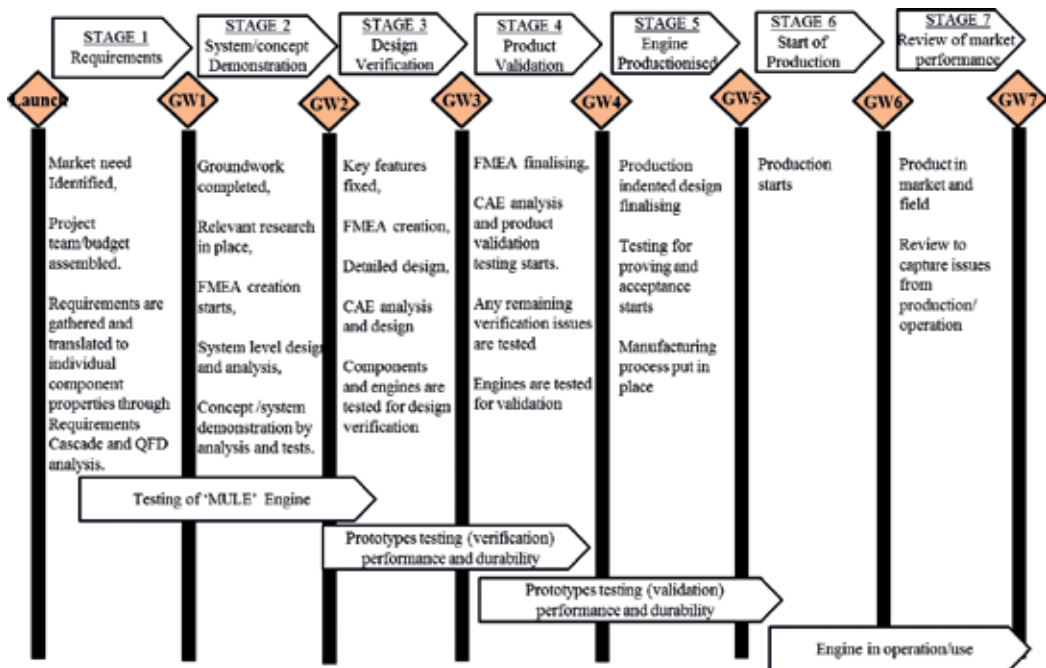 STAGE 1
Requirements
STAGE 2
System/concept
Demonstration
STAGE 3
Design
Verification
STAGE 4
Product
Validation
STAGE 5
Engine
Productionised
STAGE 6
Start of
Production
STAGE 7
Review of market
performance
Launch
GW1
GW2
GW3
GW4
GW5
GW6
GW7
Market need
Identified,
Project
team/budget
assembled.
Requirements are
gathered and
translated to
individual
component
properties through
Requirements
Cascade and QFD
analysis.
Groundwork
completed,
Relevant research
in place,
FMEA creation
starts,
System level design
and analysis,
Concept /system
demonstration by
analysis and tests.
Key features
fixed,
FMEA creation,
Detailed design,
CAE analysis
and design
Components
and engines are
tested for design
verification
FMEA finalising,
CAE analysis
and product
validation
testing starts.
Any remaining
verification issues
are tested
Engines are tested
for validation
Production
indented design
finalising
Testing for
proving and
acceptance
starts
Manufacturing
process put in
place
Production
starts
Product in
market and
field
Review to
capture issues
from
production/
operation
Testing of 'MULE' Engine
Prototypes testing (verification)
performance and durability
Prototypes testing (validation)
performance and durability
Engine in operation/use